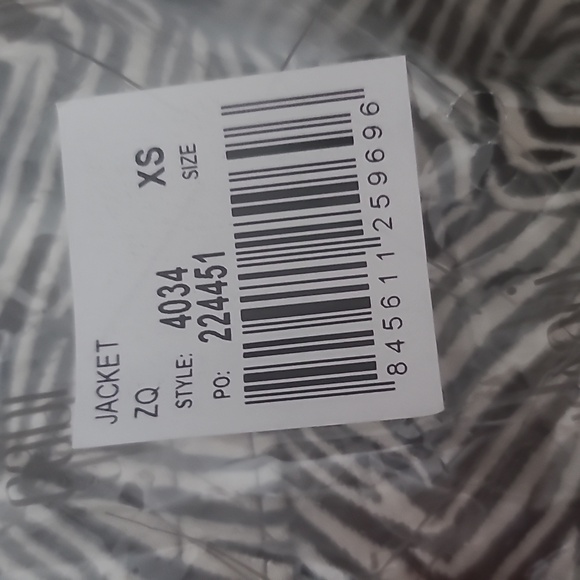 JACKET
ZQ XS
STYLE: 4034 SIZE
PO: 224451
845611259696